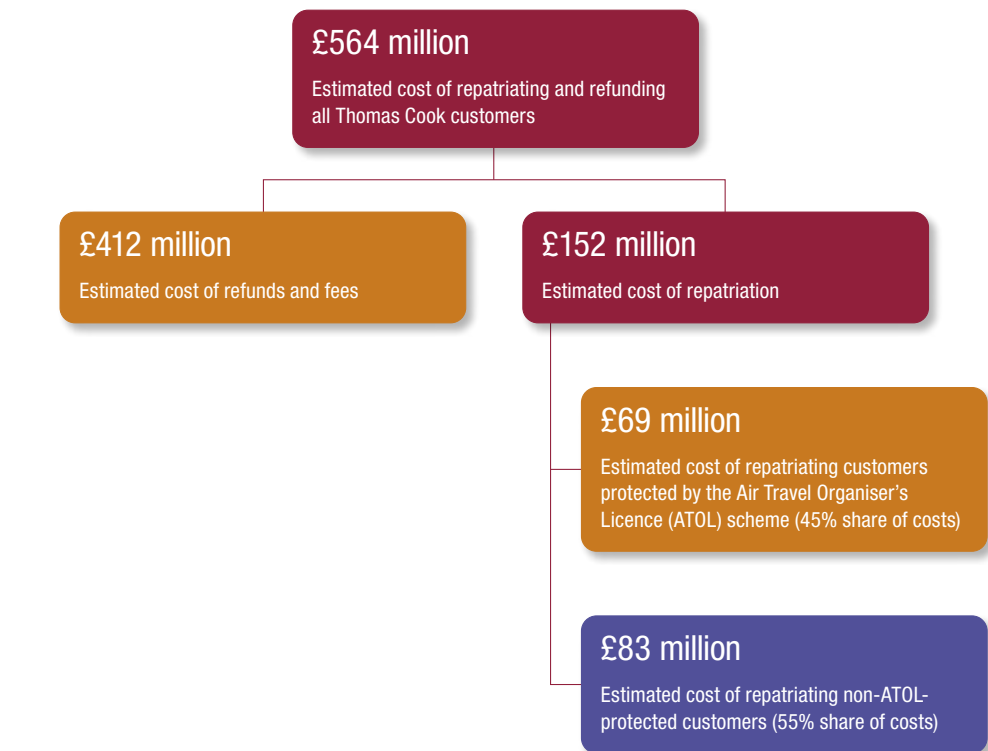 £564 million
Estimated cost of repatriating and refunding
all Thomas Cook customers
£412 million
Estimated cost of refunds and fees
£152 million
Estimated cost of repatriation
£69 million
Estimated cost of repatriating customers
protected by the Air Travel Organiser’s
Licence (ATOL) scheme (45% share of costs)
£83 million
Estimated cost of repatriating non-ATOL-
protected customers (55% share of costs)